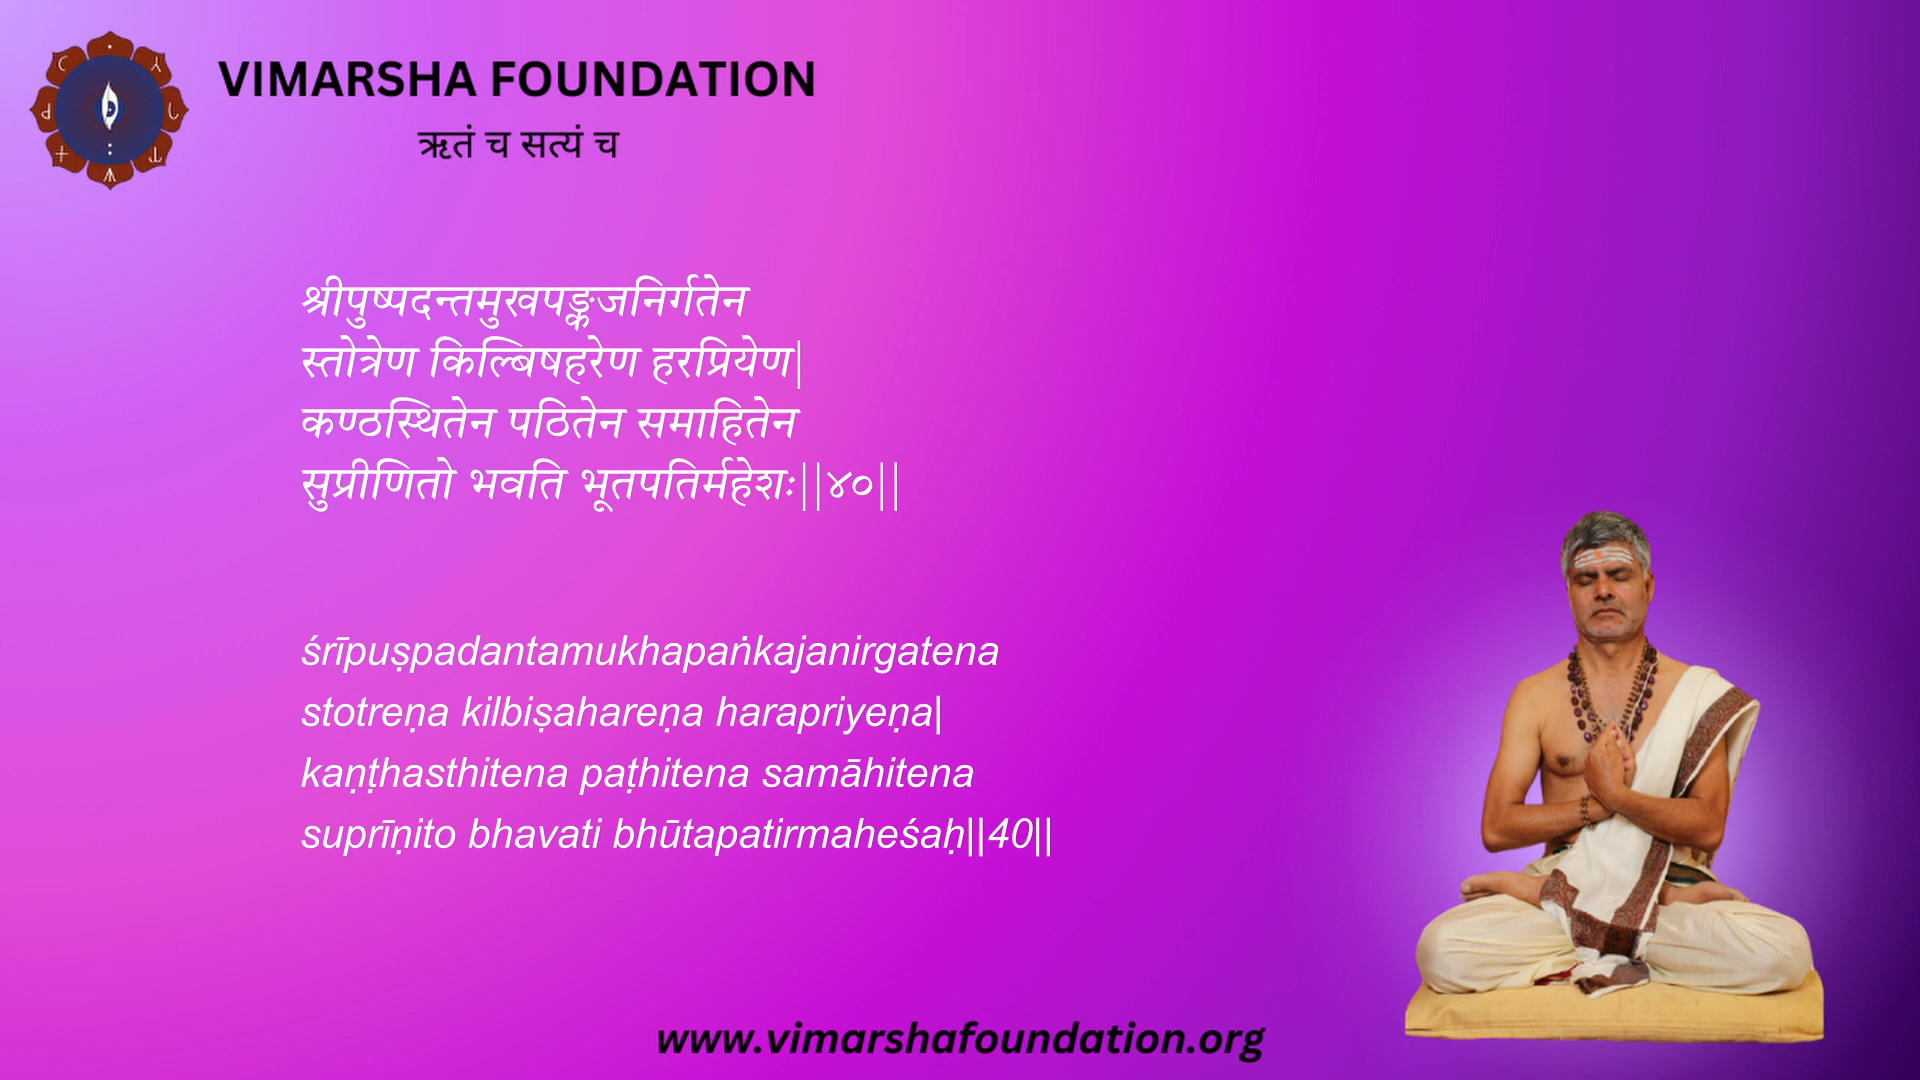 VIMARSHA FOUNDATION
ऋतं च सत्यं च
श्रीपुष्पदन्तमुखपङ्कजनिर्गतेन
स्तोत्रेण किल्बिषहरेण हरप्रियेण|
कण्ठस्थितेन पठितेन समाहितेन
सुप्रीणितो भवति भूतपतिर्महेशः||४०||
śrīpuṣpadantamukhapaṅkajanirgatena
stotreṇa kilbiṣahareṇa harapriyeṇa|
kaṇṭhasthitena paṭhitena samāhitena
suprīṇito bhavati bhūtapatirmaheśaḥ||40||
www.vimarshafoundation.org